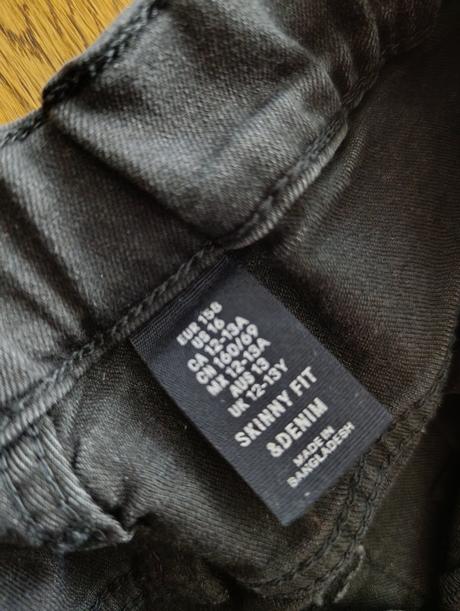 EUR 158
US 16
CA 12-13A
CN 160/69
MX 12-13A
AUS 13
UK 12-13Y
SKINNY FIT
&DENIM
MADE IN
BANGLADESH